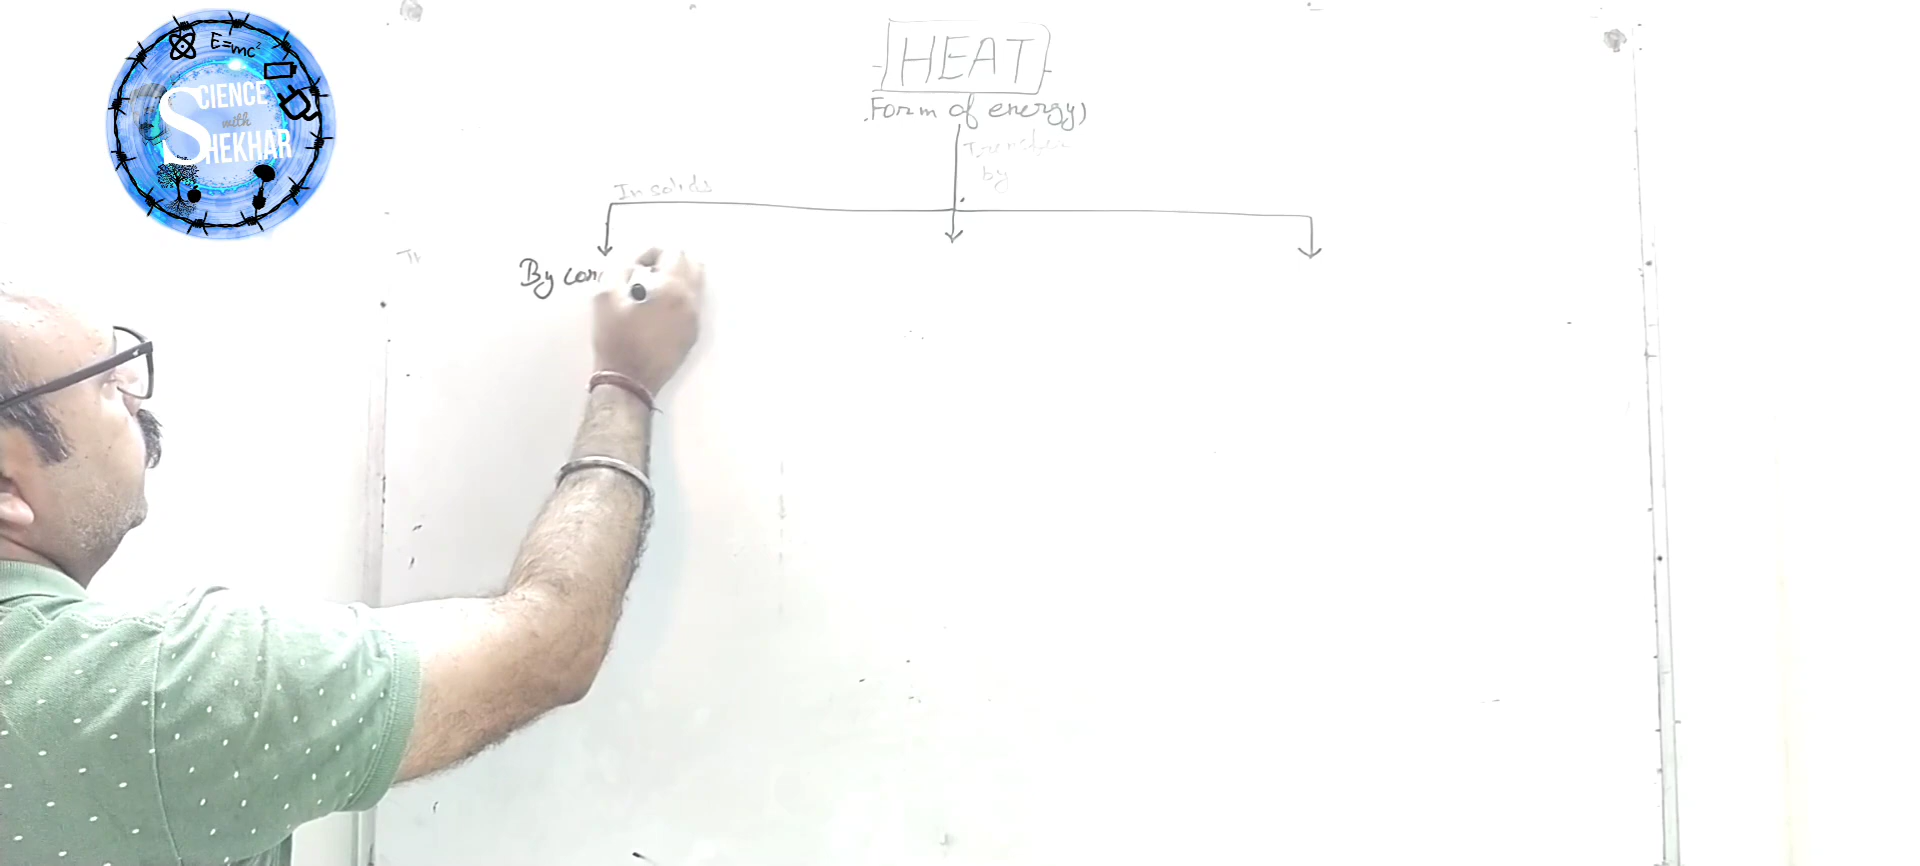 E=mc²
SCIENCE
with
SHEKHAR
HEAT
(Form of energy)
Transfer
by
In solids
By con